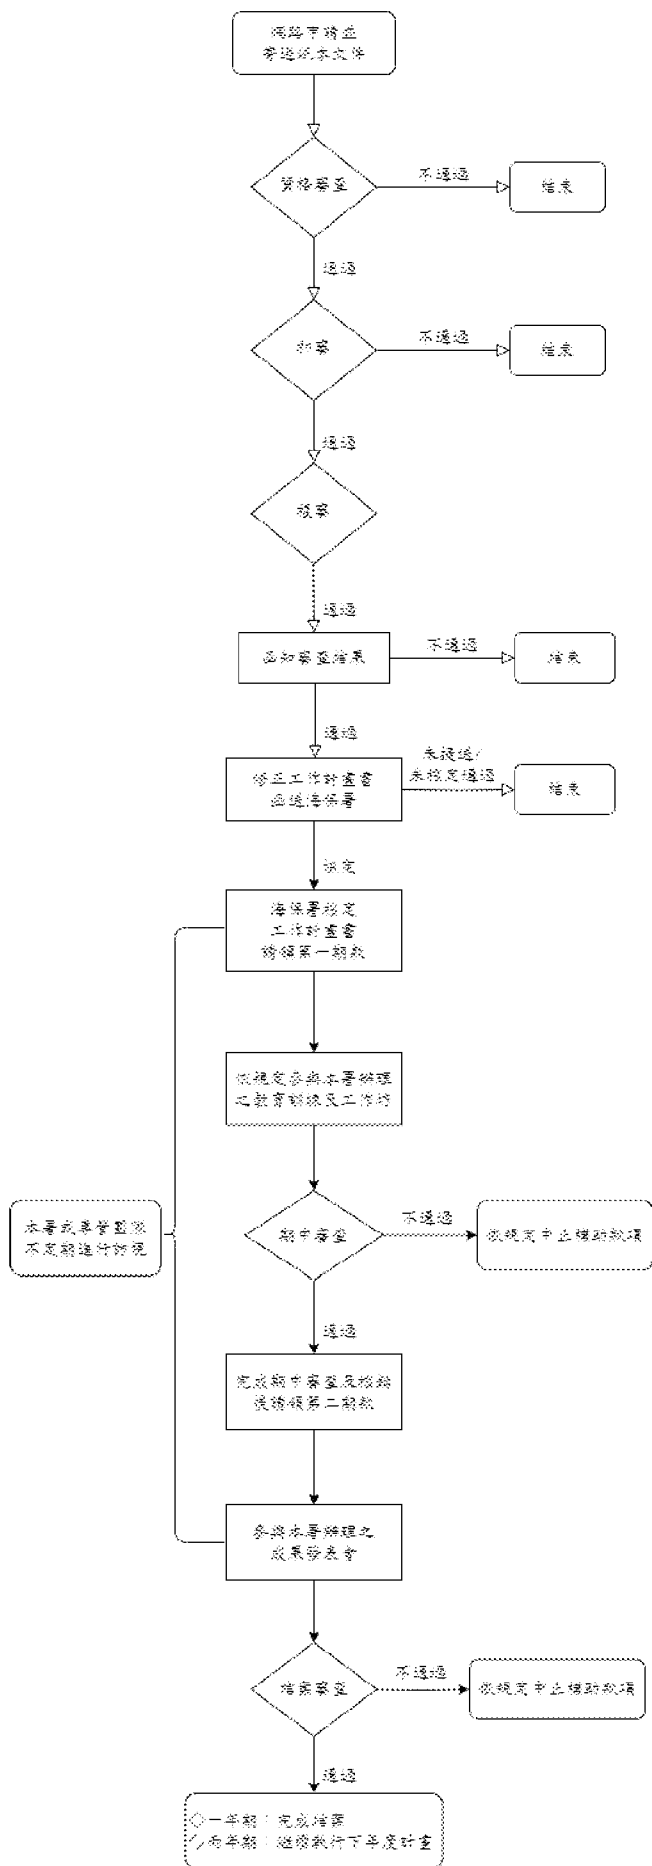 網路申請並
寄送紙本文件
資格審查
不通過
結束
通過
初審
不通過
結束
通過
複審
通過
函知審查結果
不通過
結束
通過
修正工作計畫書
函送海保署
未提送/
未核定通過
結束
核定
海保署核定
工作計畫書
請領第一期款
依規定參與本署辦理
之教育訓練及工作坊
本署或專管團隊
不定期進行訪視
期中審查
不通過
依規定中止補助款項
通過
完成期中審查及核銷
後請領第二期款
參與本署辦理之
成果發表會
結案審查
不通過
依規定中止補助款項
通過
◇一年期：完成結案
◇兩年期：繼續執行下年度計畫